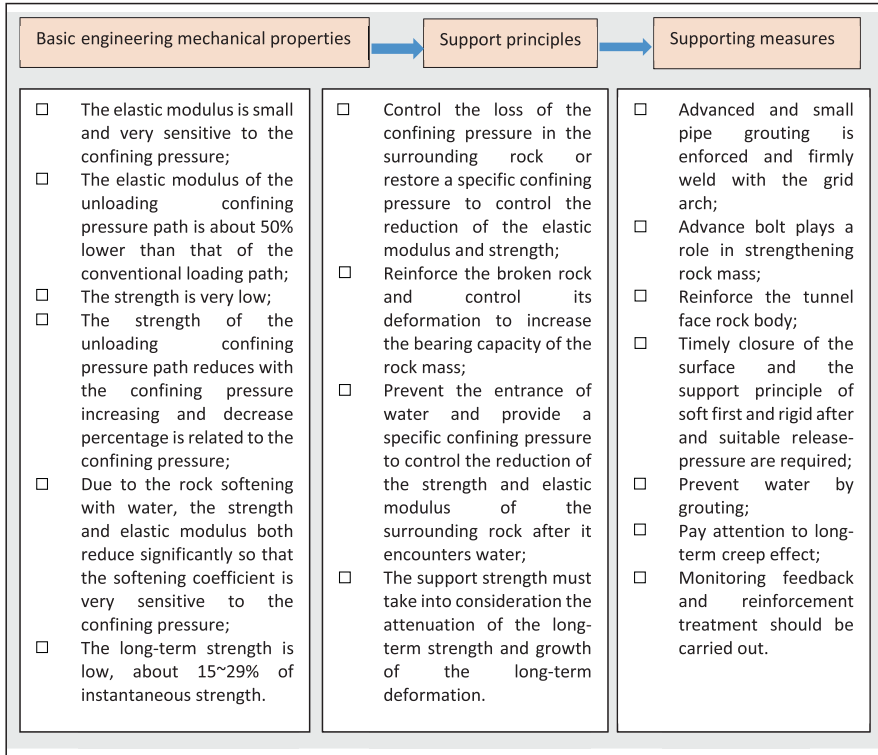 Basic engineering mechanical properties
Support principles
Supporting measures
☐ The elastic modulus is small
and very sensitive to the
confining pressure;
☐ The elastic modulus of the
unloading confining
pressure path is about 50%
lower than that of the
conventional loading path;
☐ The strength is very low;
☐ The strength of the
unloading confining
pressure path reduces with
the confining pressure
increasing and decrease
percentage is related to the
confining pressure;
☐ Due to the rock softening
with water, the strength
and elastic modulus both
reduce significantly so that
the softening coefficient is
very sensitive to the
confining pressure;
☐ The long-term strength is
low, about 15~29% of
instantaneous strength.
☐ Control the loss of the
confining pressure in the
surrounding rock or
restore a specific confining
pressure to control the
reduction of the elastic
modulus and strength;
☐ Reinforce the broken rock
and control its
deformation to increase
the bearing capacity of the
rock mass;
☐ Prevent the entrance of
water and provide a
specific confining pressure
to control the reduction of
the strength and elastic
modulus of the
surrounding rock after it
encounters water;
☐ The support strength must
take into consideration the
attenuation of the long-
term strength and growth
of the long-term
deformation.
☐ Advanced and small
pipe grouting is
enforced and firmly
weld with the grid
arch;
☐ Advance bolt plays a
role in strengthening
rock mass;
☐ Reinforce the tunnel
face rock body;
☐ Timely closure of the
surface and the
support principle of
soft first and rigid after
and suitable release-
pressure are required;
☐ Prevent water by
grouting;
☐ Pay attention to long-
term creep effect;
☐ Monitoring feedback
and reinforcement
treatment should be
carried out.